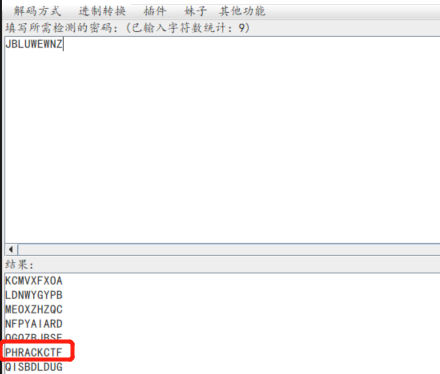 解码方式 进制转换 插件 妹子 其他功能
填写所需检测的密码：(已输入字符数统计：9)
JBLUWEWNZ
结果：
KCMVXFXOA
LDNWYGYPB
MEOXZHZQC
NFPYAIARD
OGQZBJBSE
PHRACKCTF
QISBDLDUG